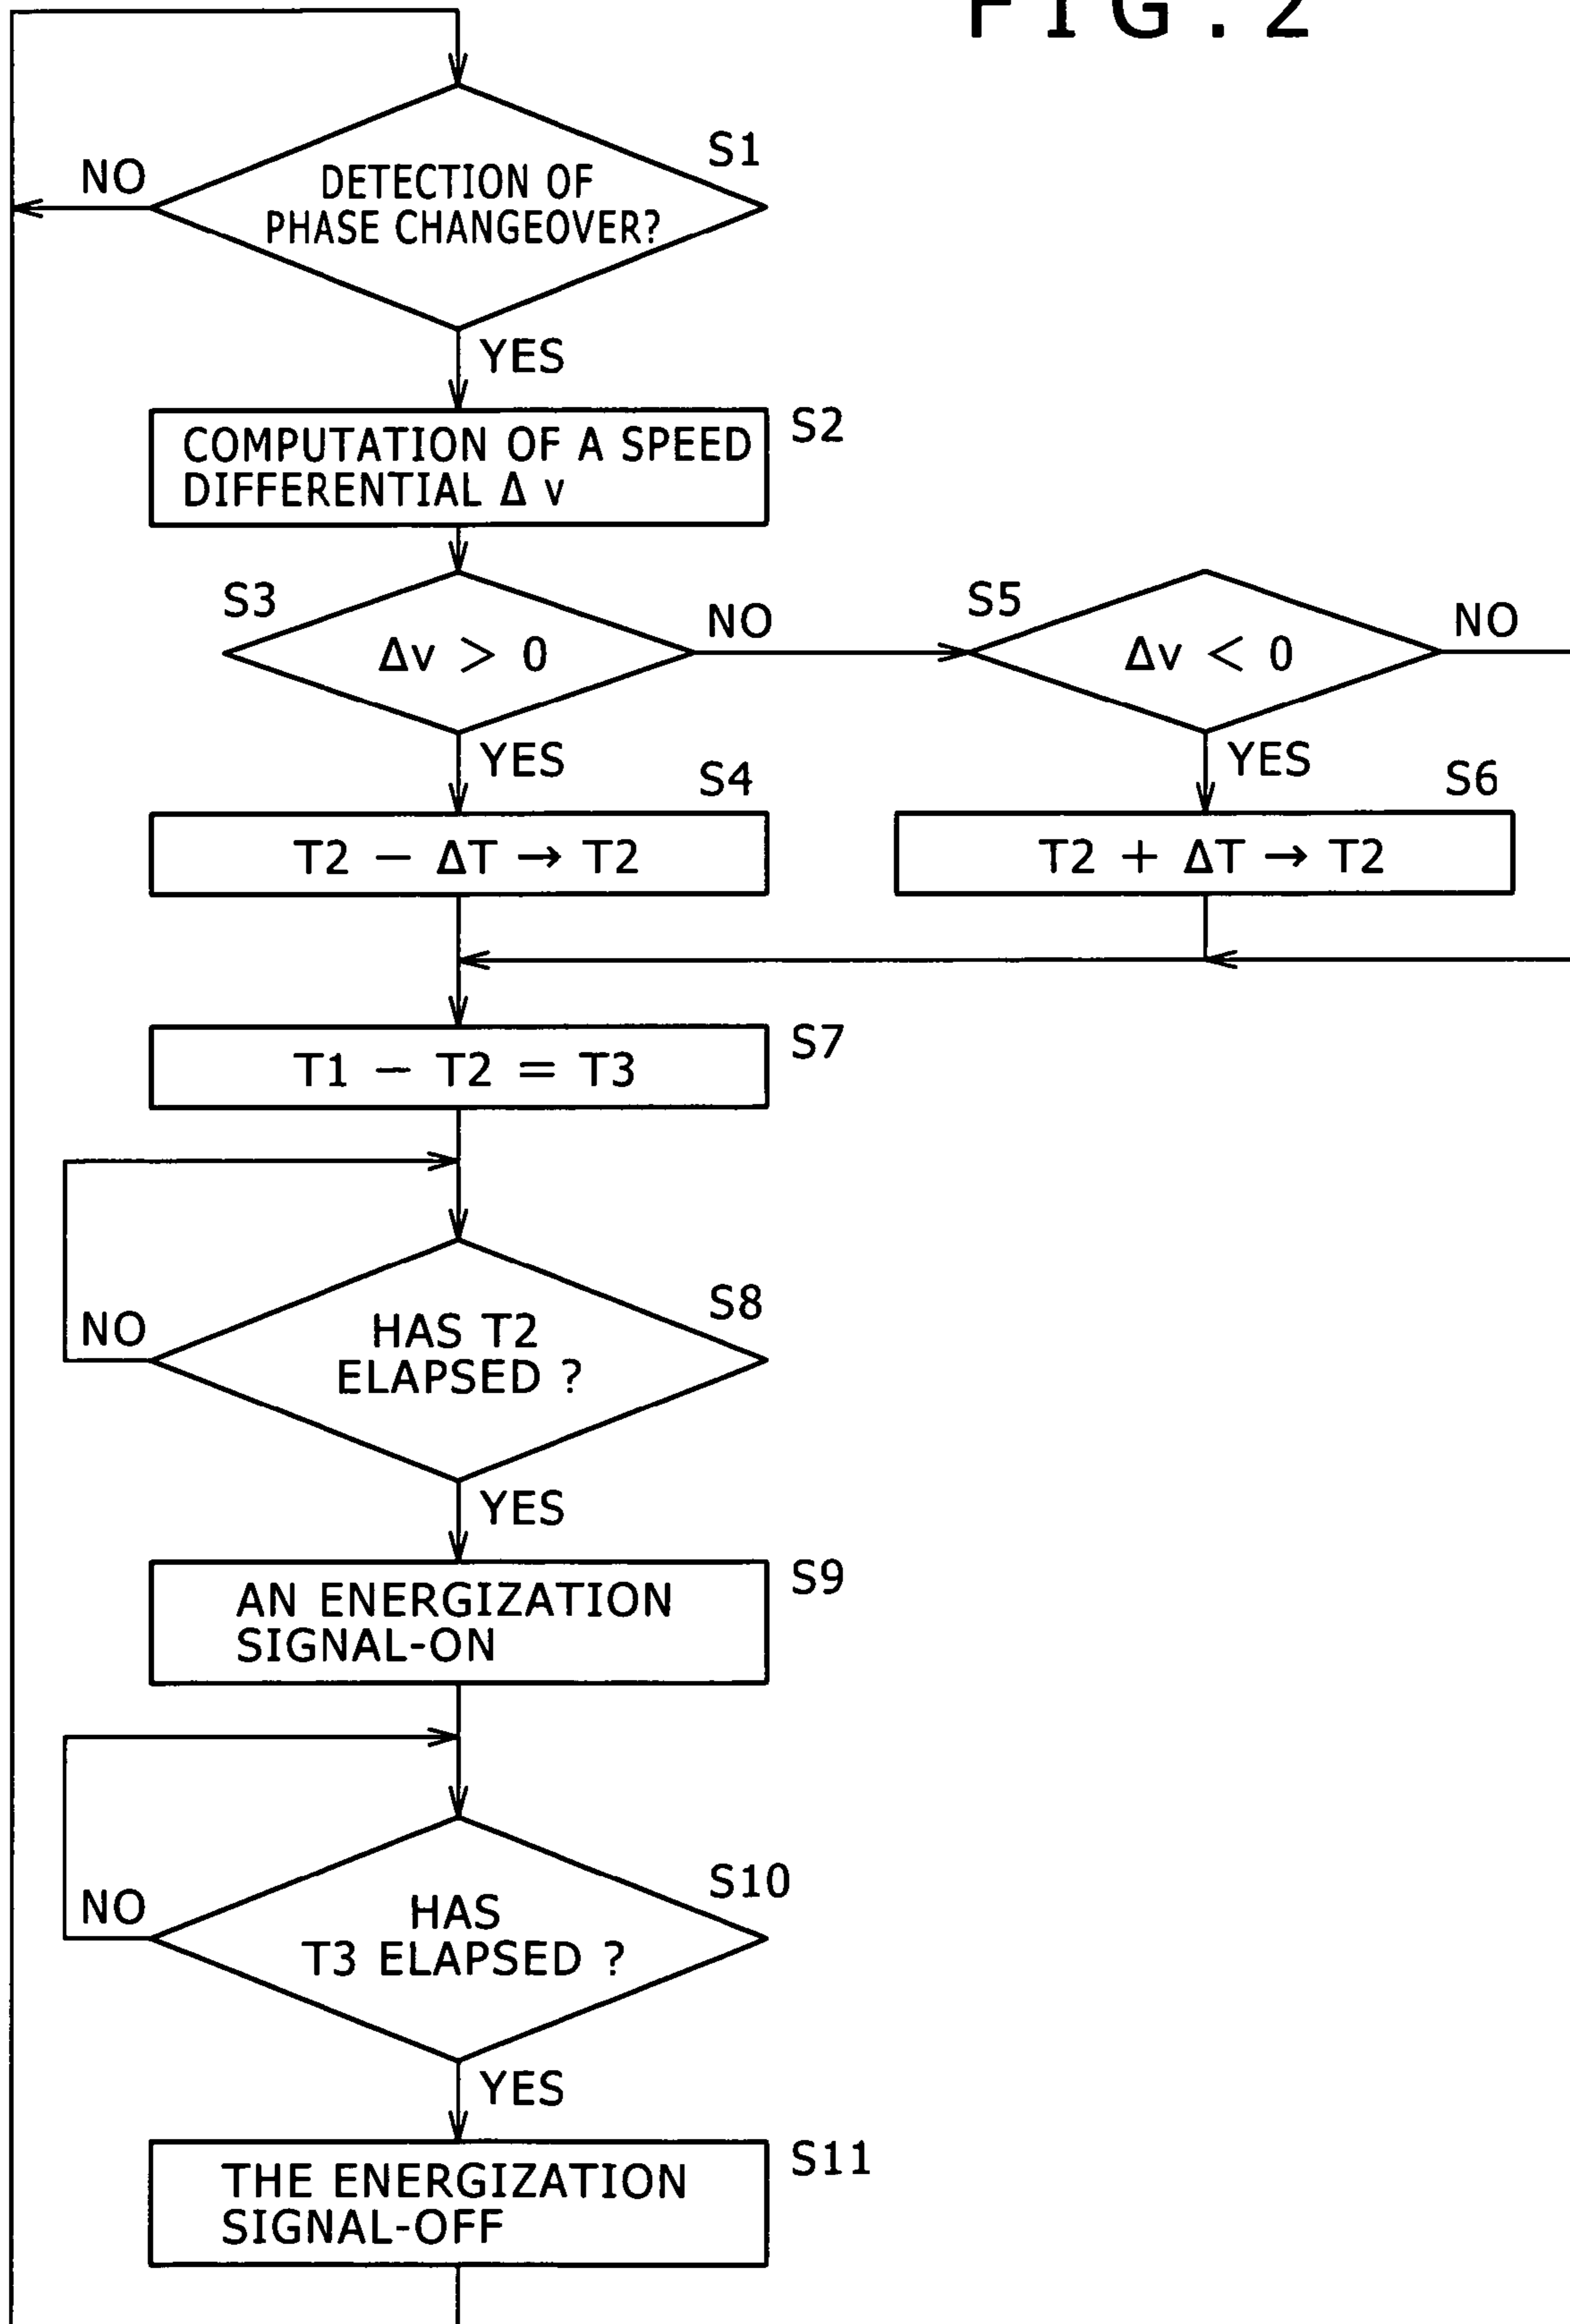 FIG.2
S1
NO
DETECTION OF
PHASE CHANGEOVER?
YES
S2
COMPUTATION OF A SPEED
DIFFERENTIAL Δ v
S3
Δv > 0
NO
S5
Δv < 0
NO
YES
YES
S4
T2 − ΔT → T2
S6
T2 + ΔT → T2
S7
T1 − T2 = T3
S8
NO
HAS T2
ELAPSED ?
YES
S9
AN ENERGIZATION
SIGNAL-ON
S10
NO
HAS
T3 ELAPSED ?
YES
S11
THE ENERGIZATION
SIGNAL-OFF